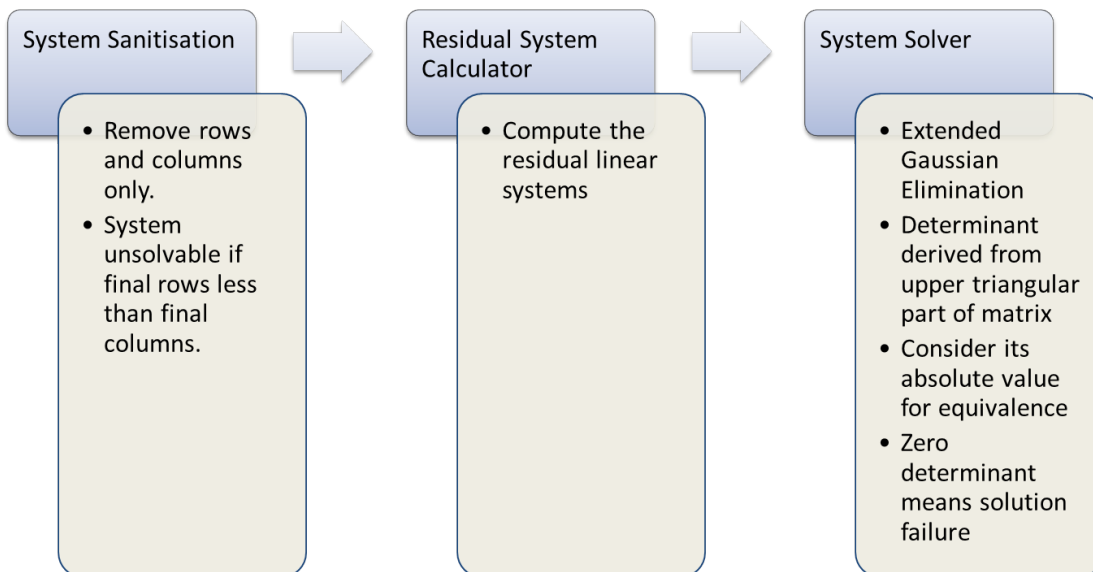 System Sanitisation
• Remove rows
and columns
only.
• System
unsolvable if
final rows less
than final
columns.
Residual System
Calculator
• Compute the
residual linear
systems
System Solver
• Extended
Gaussian
Elimination
• Determinant
derived from
upper triangular
part of matrix
• Consider its
absolute value
for equivalence
• Zero
determinant
means solution
failure